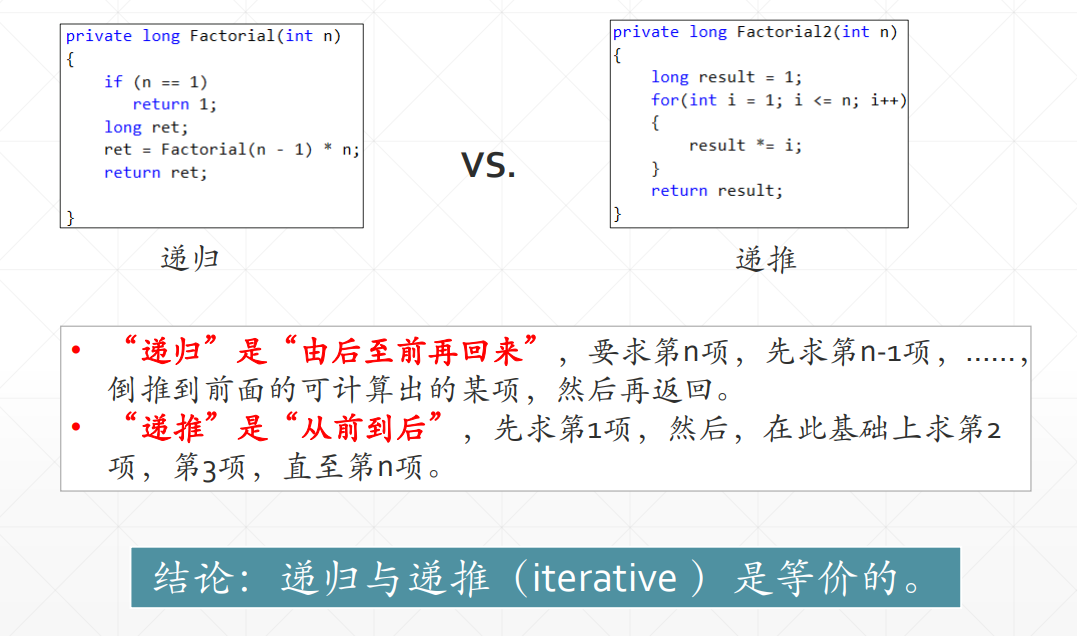 private long Factorial(int n)
{
if (n == 1)
return 1;
long ret;
ret = Factorial(n - 1) * n;
return ret;
}
递归
vs.
private long Factorial2(int n)
{
long result = 1;
for(int i = 1; i <= n; i++)
{
result *= i;
}
return result;
}
递推
• “递归”是“由后至前再回来”，要求第n项，先求第n-1项，……，
倒推到前面的可计算出的某项，然后再返回。
• “递推”是“从前到后”，先求第1项，然后，在此基础上求第2
项，第3项，直至第n项。
结论：递归与递推（iterative ）是等价的。